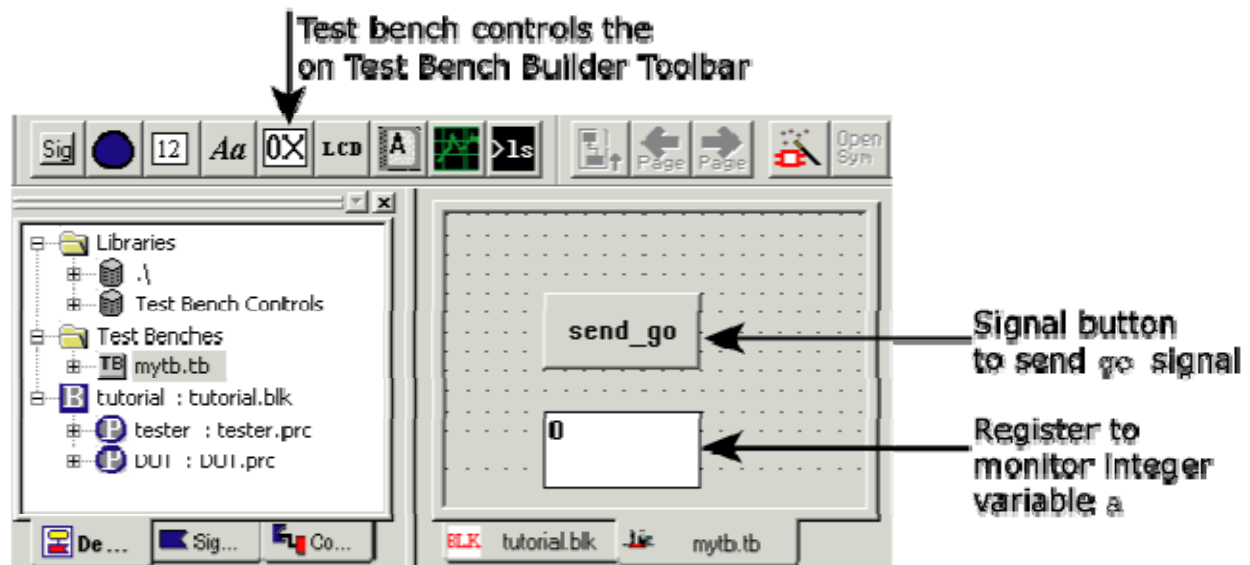 Test bench controls the
on Test Bench Builder Toolbar
Sig 12 Aa 0X LCD A >ls Page Page Open Sym
Libraries
.\
Test Bench Controls
Test Benches
TB mytb.tb
B tutorial : tutorial.blk
P tester : tester.prc
P DUT : DUT.prc
De... Sig... Co...
send_go
0
BLK tutorial.blk mytb.tb
Signal button
to send go signal
Register to
monitor integer
variable a